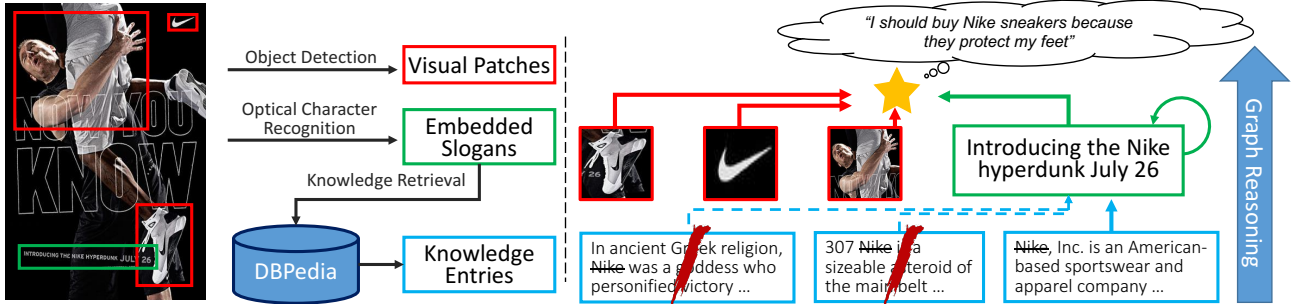 NOW YOU
KNOW
INTRODUCING THE NIKE HYPERDUNK JULY 26
Object Detection
Optical Character
Recognition
Knowledge Retrieval
Visual Patches
Embedded
Slogans
DBPedia
Knowledge
Entries
“I should buy Nike sneakers because
they protect my feet”
26
Introducing the Nike
hyperdunk July 26
In ancient Greek religion,
Nike was a goddess who
personified victory ...
307 Nike is a
sizeable asteroid of
the main belt ...
Nike, Inc. is an American-
based sportswear and
apparel company ...
Graph Reasoning